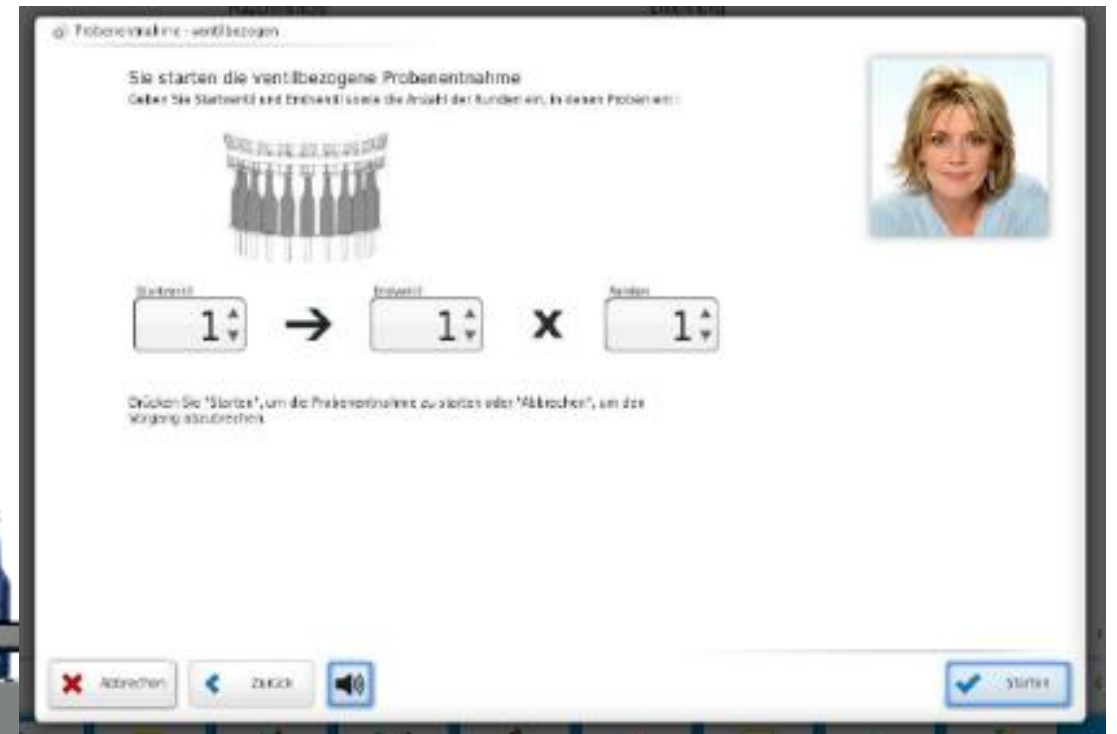 Probenentnahme - ventilbezogen
Sie starten die ventilbezogene Probenentnahme
Geben Sie Startventil und Endventil sowie die Anzahl der Runden ein, in denen Proben ent
Startventil
Endventil
Runden
1
1
x
1
Drücken Sie "Starten", um die Probenentnahme zu starten oder "Abbrechen", um den
Vorgang abzubrechen.
Abbrechen
Zurück
Starten